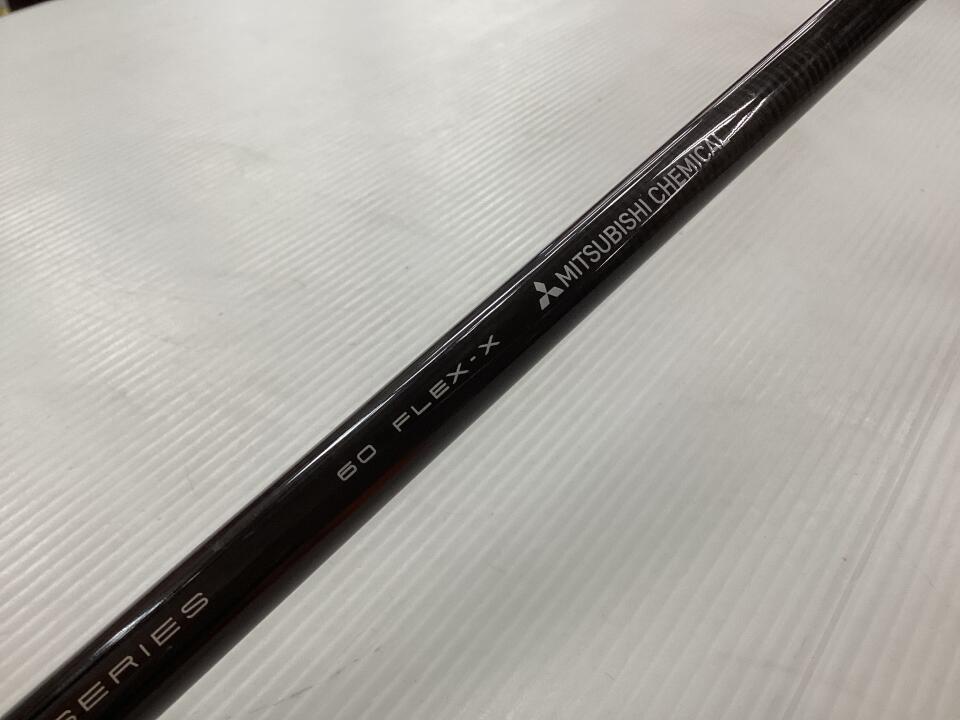 SERIES
60 FLEX-X
MITSUBISHI CHEMICAL